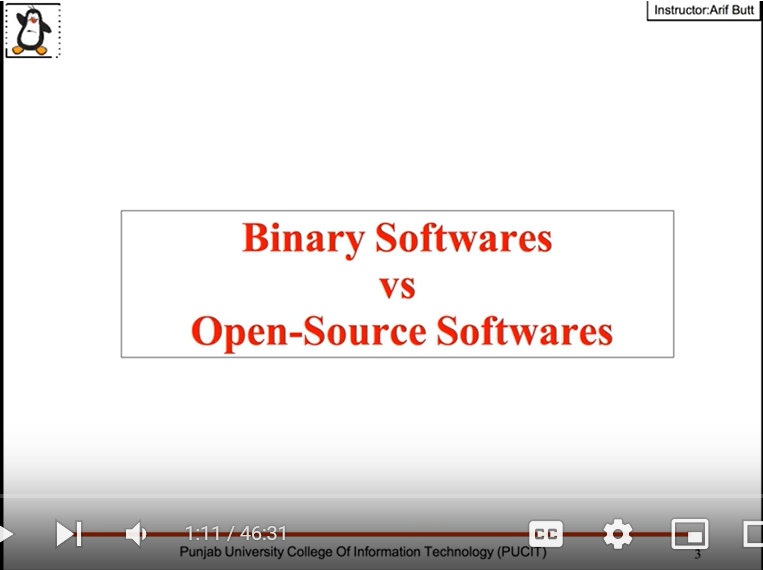 Instructor:Arif Butt
Binary Softwares
vs
Open-Source Softwares
1:11 / 46:31
CC
Punjab University College Of Information Technology (PUCIT)
3